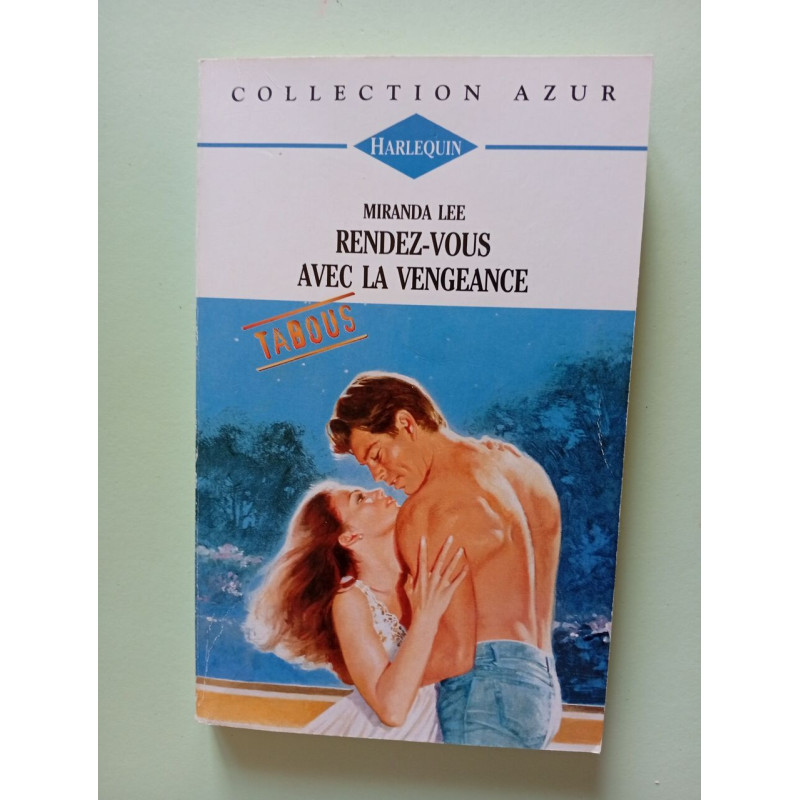 COLLECTION AZUR
HARLEQUIN
MIRANDA LEE
RENDEZ-VOUS
AVEC LA VENGEANCE
TABOUS